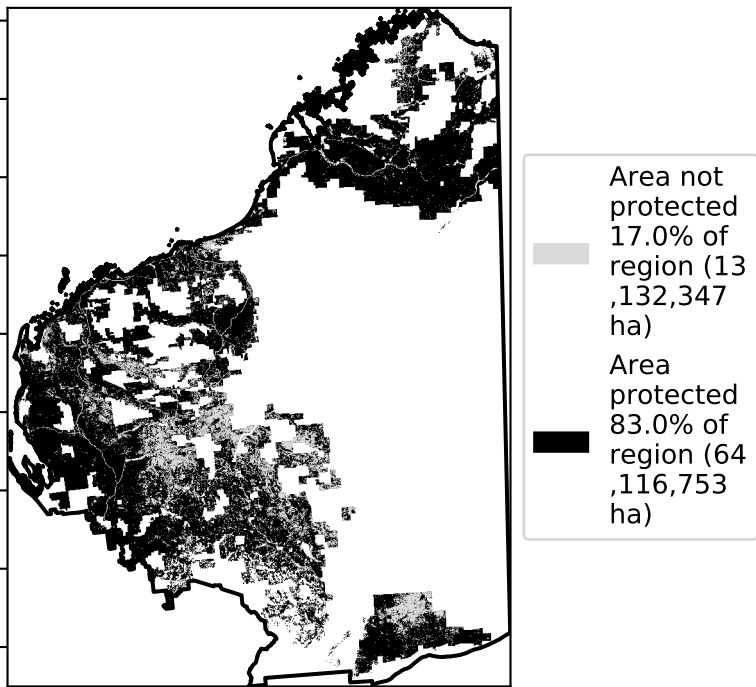 Area not
protected
17.0% of
region (13
,132,347
ha)
Area
protected
83.0% of
region (64
,116,753
ha)